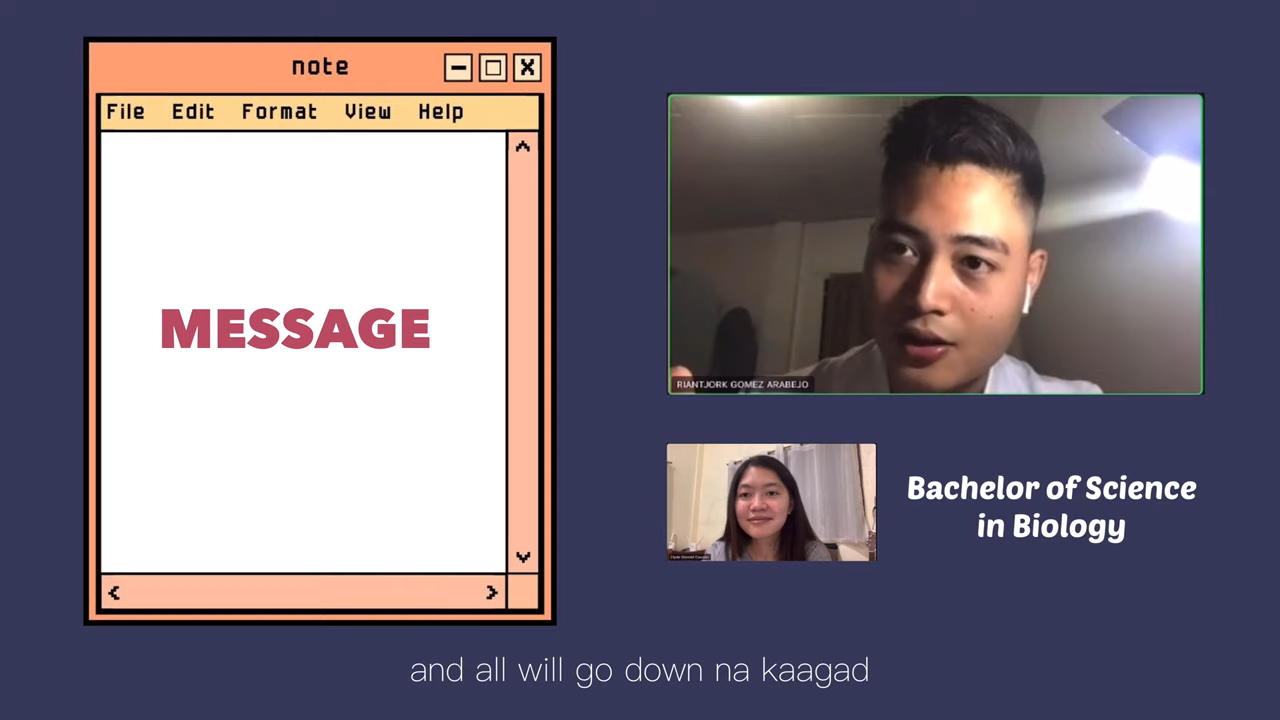 note
File Edit Format View Help
MESSAGE
RIANTJORK GOMEZ ARABEJO
Bachelor of Science
in Biology
and all will go down na kaagad